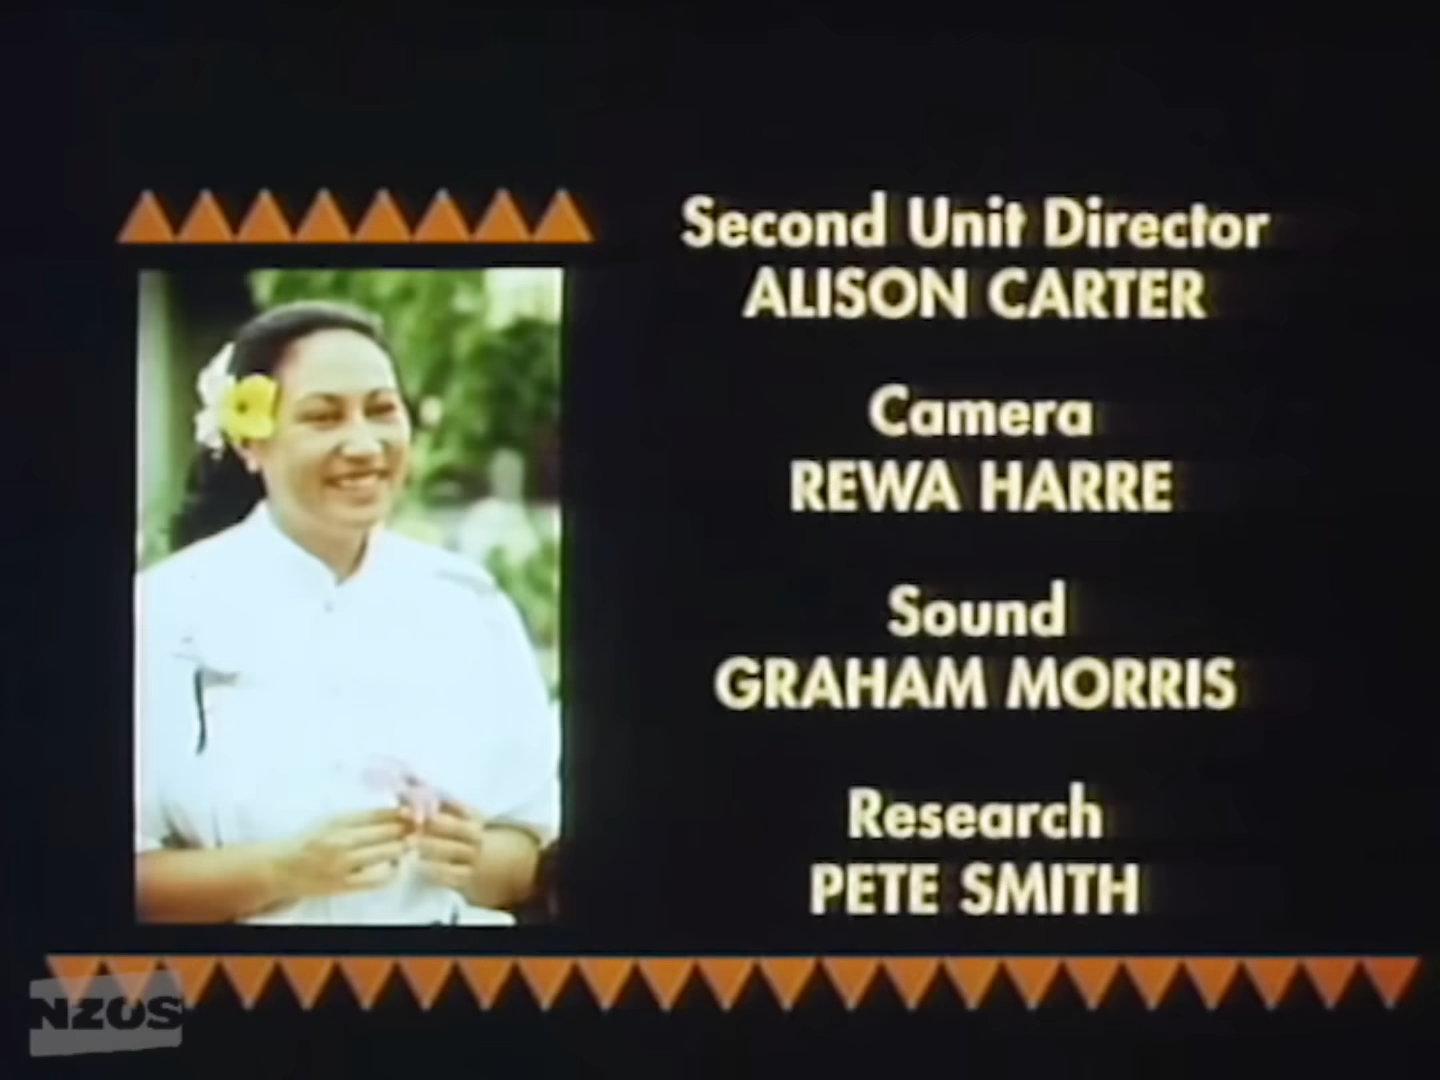 Second Unit Director
ALISON CARTER
Camera
REWA HARRE
Sound
GRAHAM MORRIS
Research
PETE SMITH
NZOS